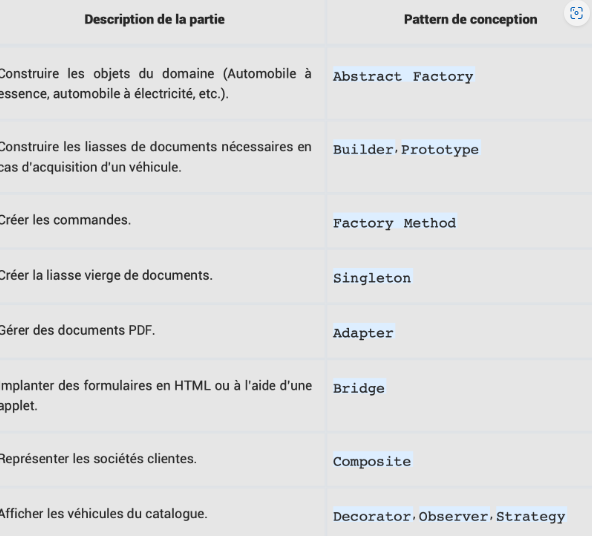 Description de la partie Pattern de conception
Construire les objets du domaine (Automobile à
essence, automobile à électricité, etc.).
Abstract Factory
Construire les liasses de documents nécessaires en
cas d'acquisition d'un véhicule.
Builder, Prototype
Créer les commandes.
Factory Method
Créer la liasse vierge de documents.
Singleton
Gérer des documents PDF.
Adapter
Implanter des formulaires en HTML ou à l'aide d'une
applet.
Bridge
Représenter les sociétés clientes.
Composite
Afficher les véhicules du catalogue.
Decorator, Observer, Strategy